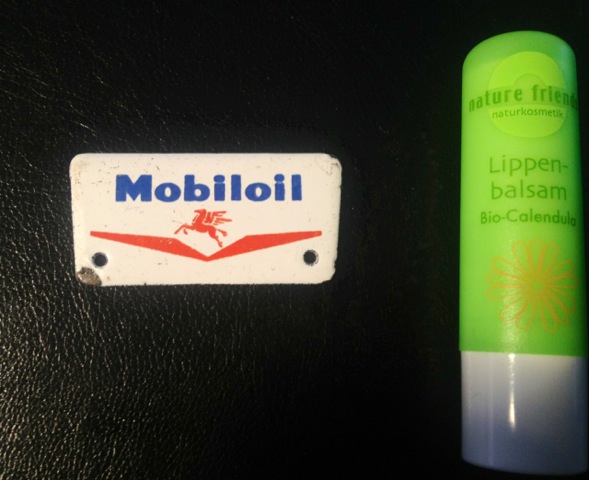 Mobiloil
nature friends
naturkosmetik
Lippen-
balsam
Bio-Calendula